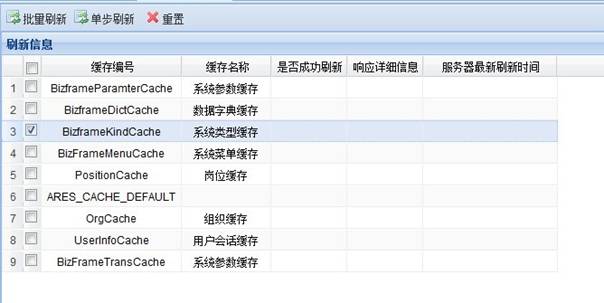 批量刷新 单步刷新 重置
刷新信息
缓存编号 缓存名称 是否成功刷新 响应详细信息 服务器最新刷新时间
1 BizframeParamterCache 系统参数缓存
2 BizframeDictCache 数据字典缓存
3 BizframeKindCache 系统类型缓存
4 BizFrameMenuCache 系统菜单缓存
5 PositionCache 岗位缓存
6 ARES_CACHE_DEFAULT
7 OrgCache 组织缓存
8 UserInfoCache 用户会话缓存
9 BizFrameTransCache 系统参数缓存